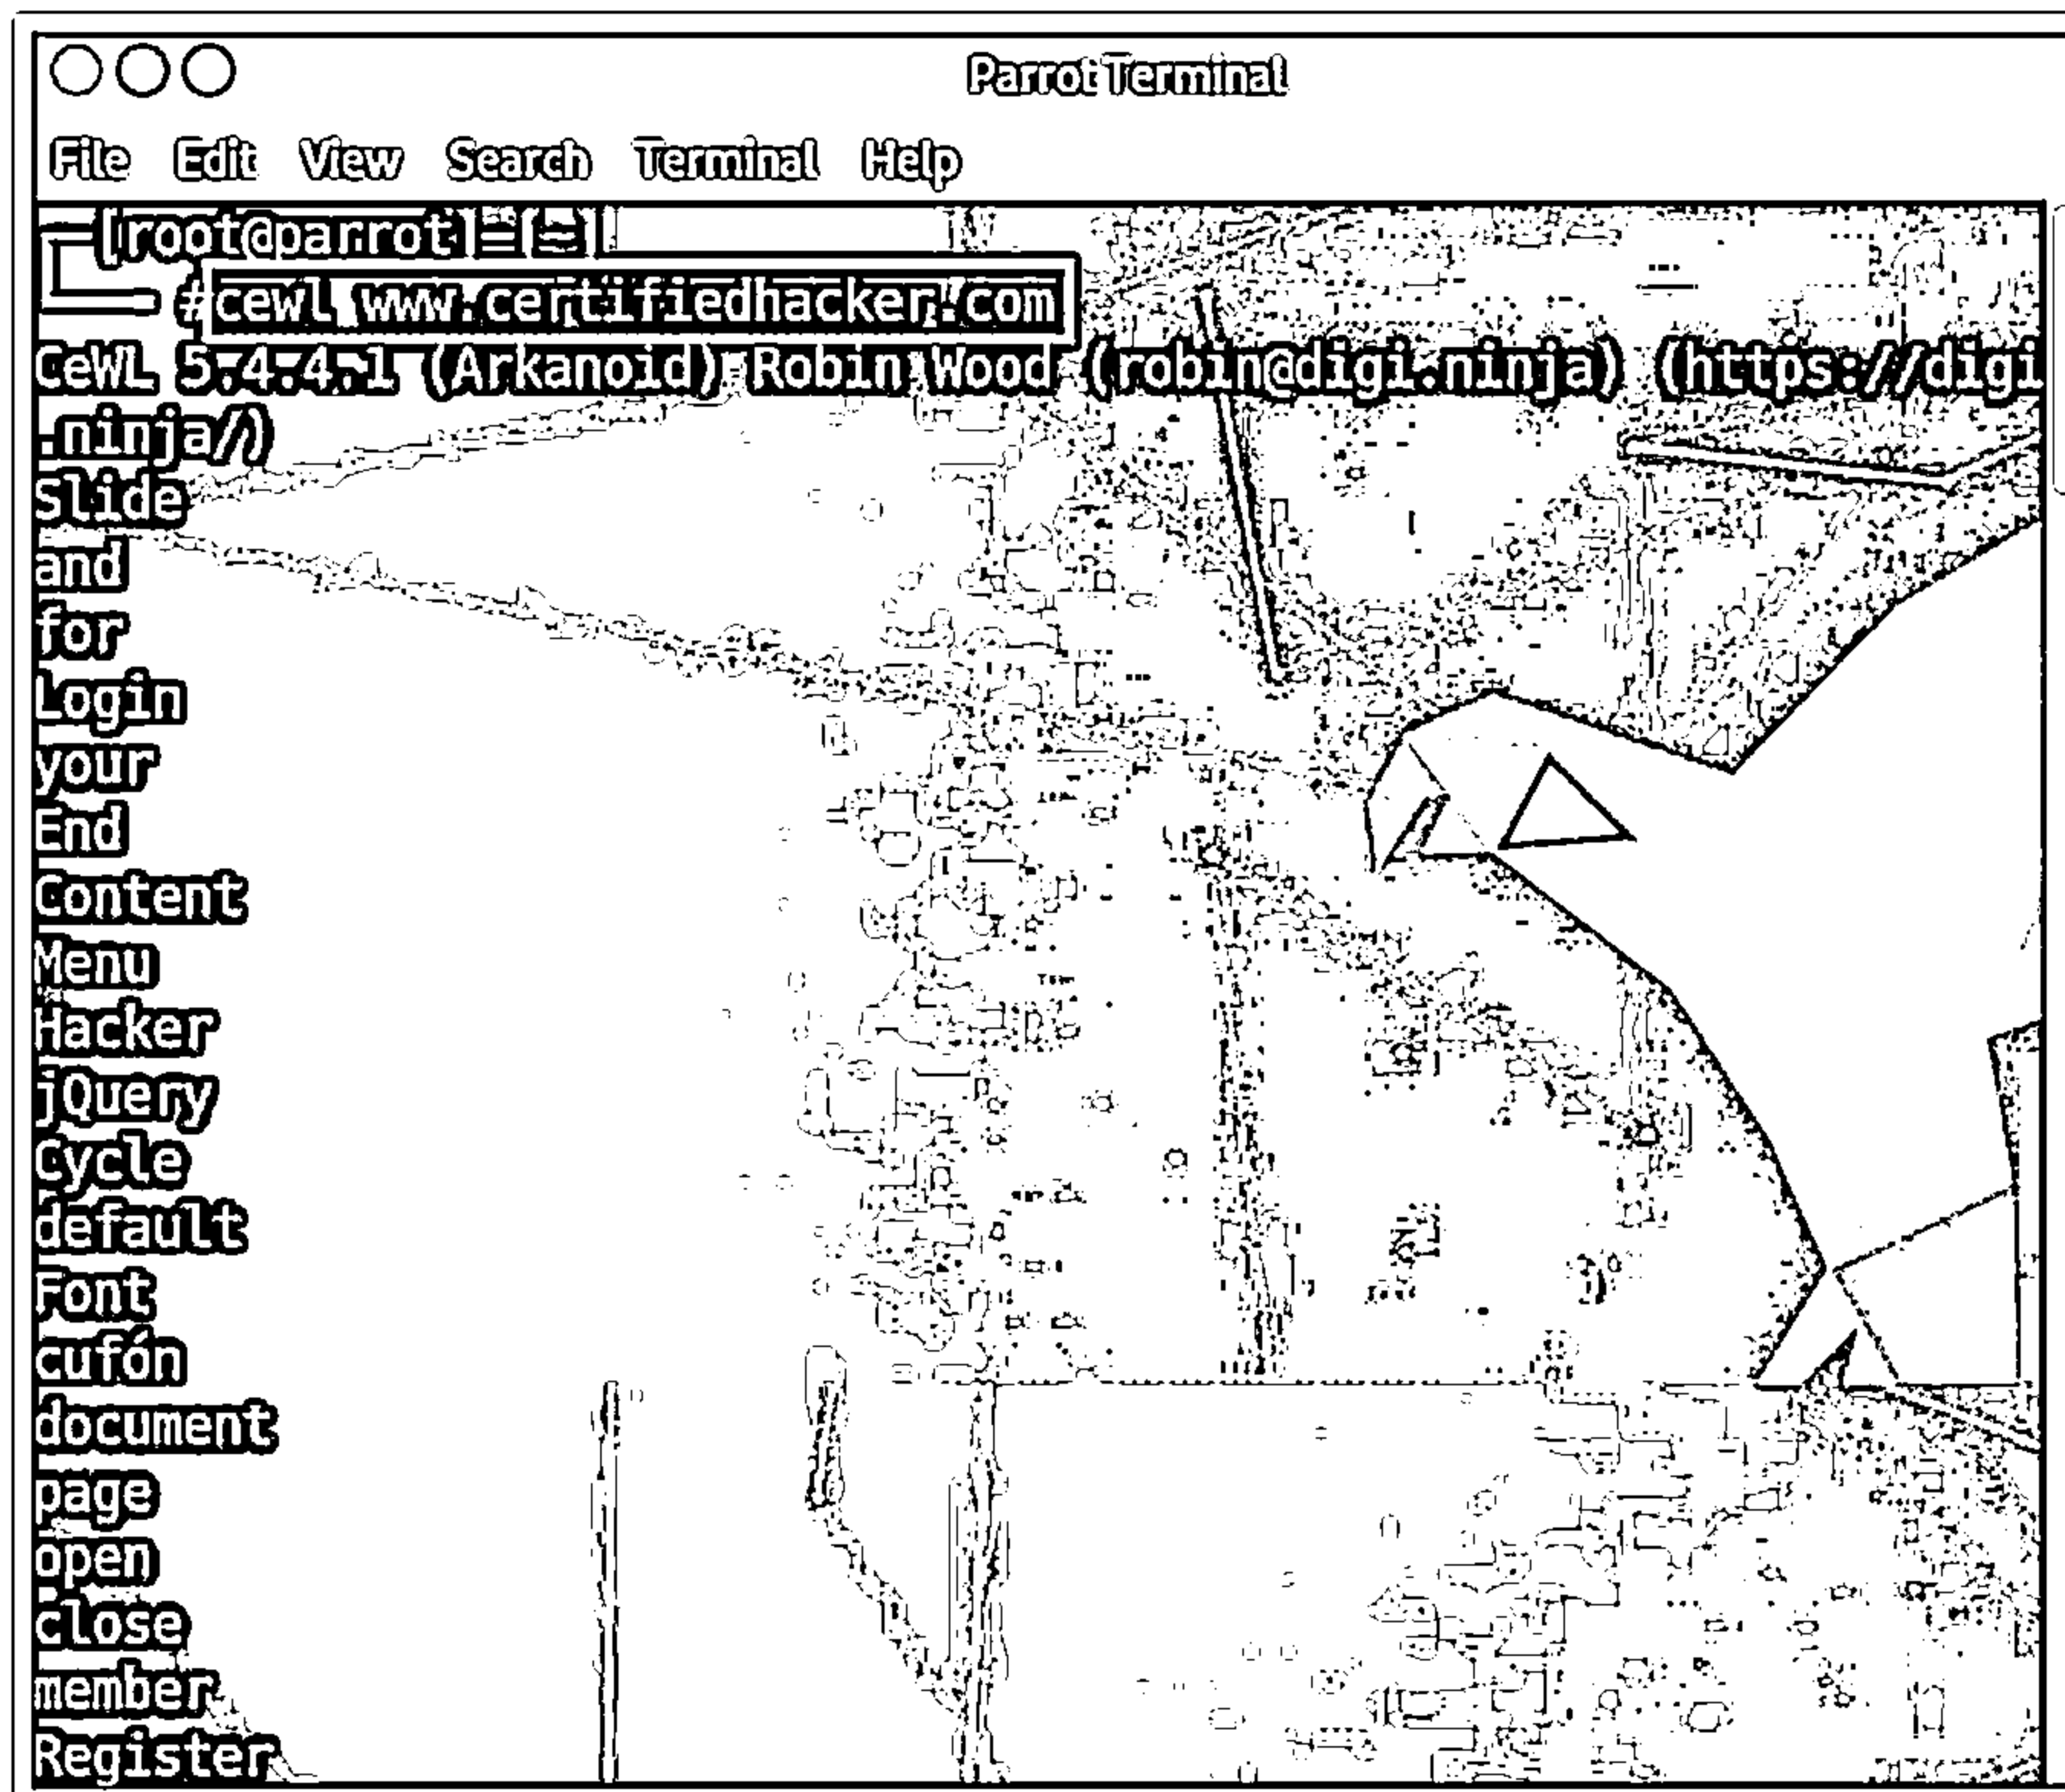 Parrot Terminal
File Edit View Search Terminal Help
[root@parrot]─[~]
#cewl www.certifiedhacker.com
CeWL 5.4.4.1 (Arkanoid) Robin Wood (robin@digi.ninja) (https://digi
.ninja/)
Slide
and
for
Login
your
End
Content
Menu
Hacker
jQuery
Cycle
default
Font
cufón
document
page
open
close
member
Register